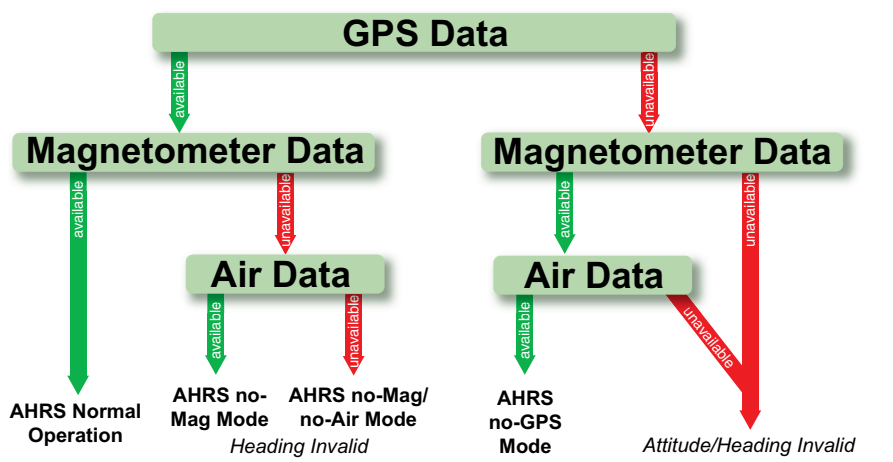 GPS Data
available
unavailable
Magnetometer Data
Magnetometer Data
available
unavailable
available
unavailable
Air Data
Air Data
available
unavailable
available
unavailable
AHRS Normal
Operation
AHRS no-
Mag Mode
AHRS no-Mag/
no-Air Mode
Heading Invalid
AHRS
no-GPS
Mode
Attitude/Heading Invalid